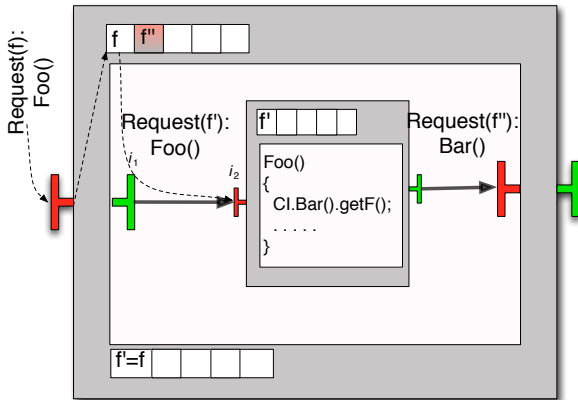 Request(f):
Foo()
f f"
Request(f'):
Foo()
i1
i2
f'
Foo()
{
CI.Bar().getF();
. . . . .
}
Request(f"):
Bar()
f'=f